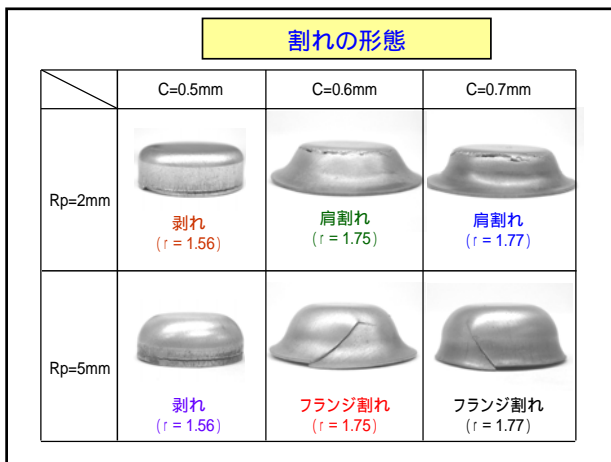 割れの形態
C=0.5mm
C=0.6mm
C=0.7mm
Rp=2mm
剥れ
(r = 1.56)
肩割れ
(r = 1.75)
肩割れ
(r = 1.77)
Rp=5mm
剥れ
(r = 1.56)
フランジ割れ
(r = 1.75)
フランジ割れ
(r = 1.77)